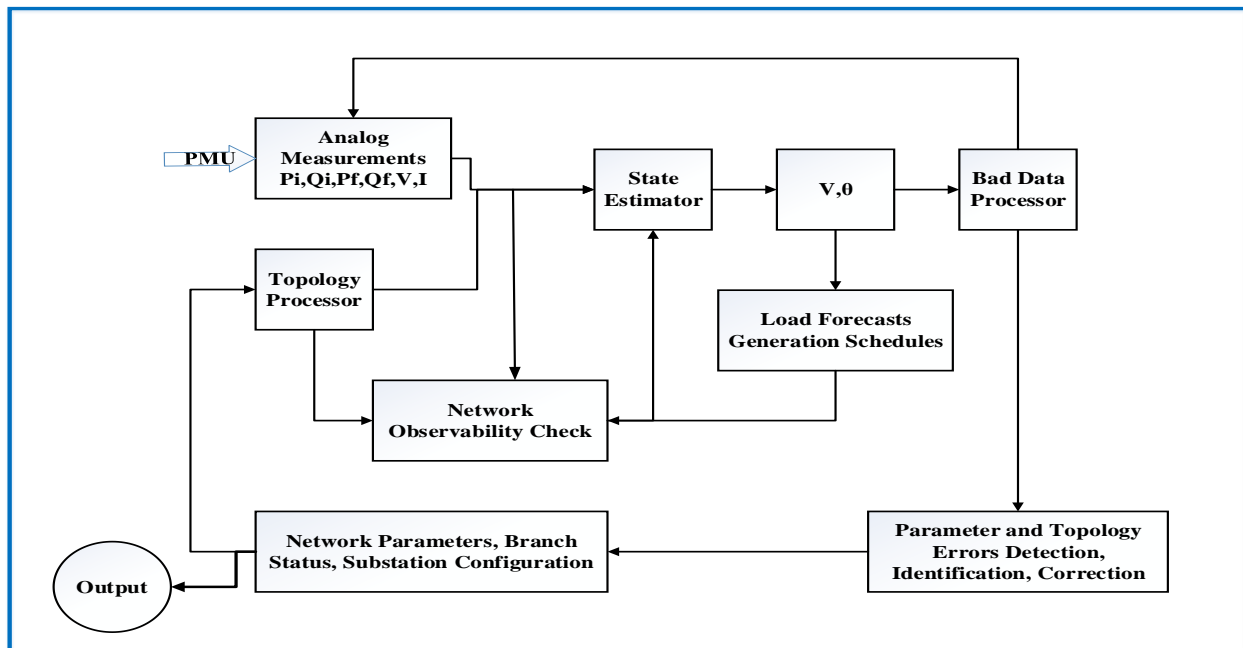 PMU
Analog
Measurements
Pi,Qi,Pf,Qf,V,I
State
Estimator
V,θ
Bad Data
Processor
Topology
Processor
Load Forecasts
Generation Schedules
Network
Observability Check
Network Parameters, Branch
Status, Substation Configuration
Parameter and Topology
Errors Detection,
Identification, Correction
Output